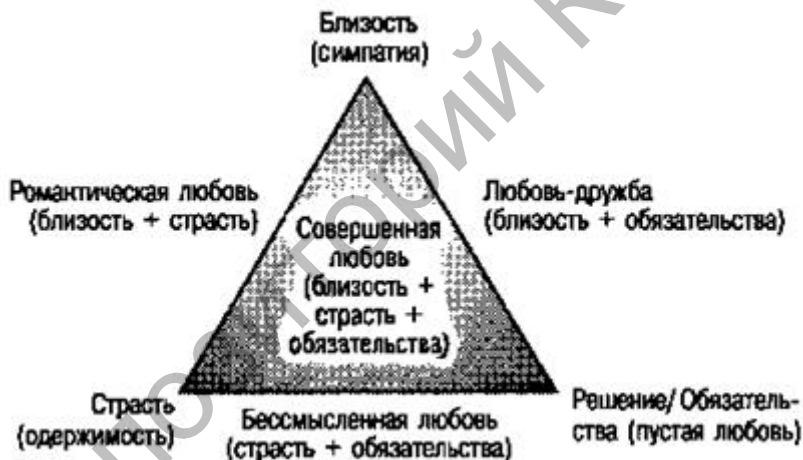 Близость
(симпатия)
Романтическая любовь
(близость + страсть)
Любовь-дружба
(близость + обязательства)
Совершенная
любовь
(близость +
страсть +
обязательства)
Страсть
(одержимость)
Бессмысленная любовь
(страсть + обязательства)
Решение/ Обязатель-
ства (пустая любовь)